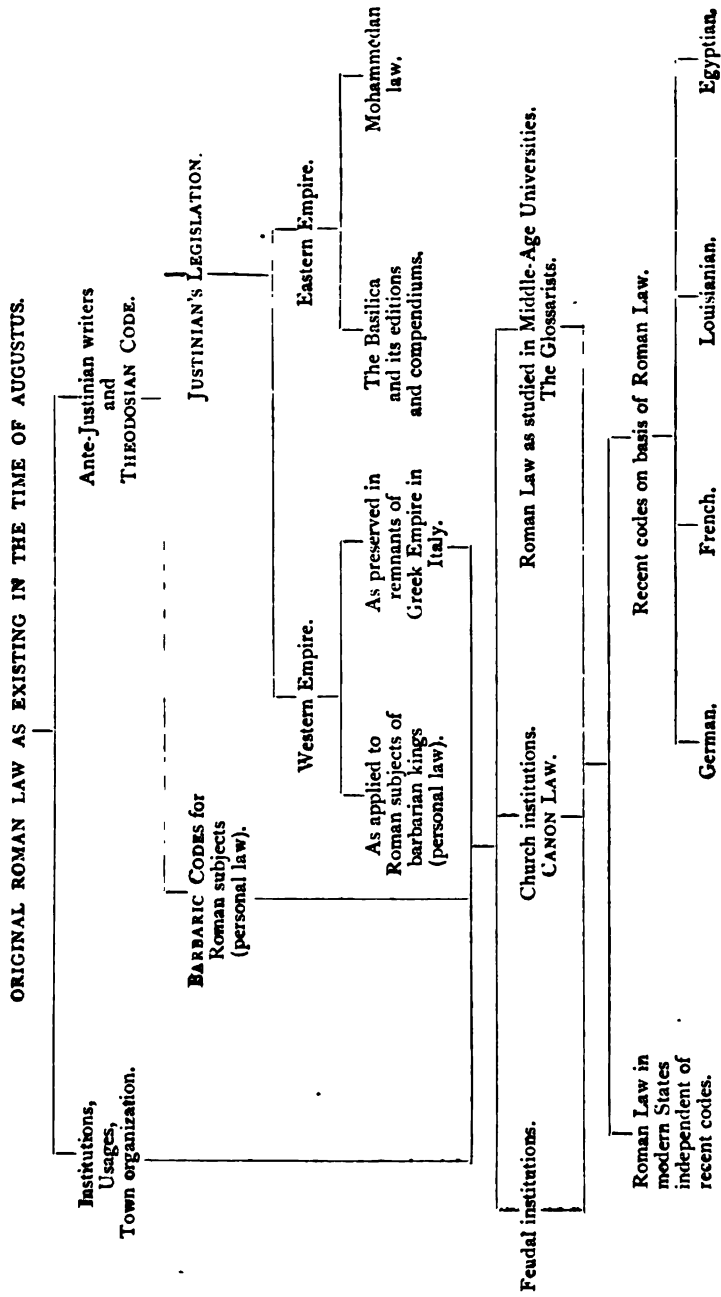 ORIGINAL ROMAN LAW AS EXISTING IN THE TIME OF AUGUSTUS.
Institutions,
Usages,
Town organization.
Ante-Justinian writers
and
THEODOSIAN CODE.
BARBARIC CODES for
Roman subjects
(personal law).
JUSTINIAN'S LEGISLATION.
Western Empire.
Eastern Empire.
As applied to
Roman subjects of
barbarian kings
(personal law).
As preserved in
remnants of
Greek Empire in
Italy.
The Basilica
and its editions
and compendiums.
Mohammedan
law.
Feudal institutions.
Church institutions.
CANON LAW.
Roman Law as studied in Middle-Age Universities.
The Glossarists.
Roman Law in
modern States
independent of
recent codes.
Recent codes on basis of Roman Law.
German.
French.
Louisianian.
Egyptian.